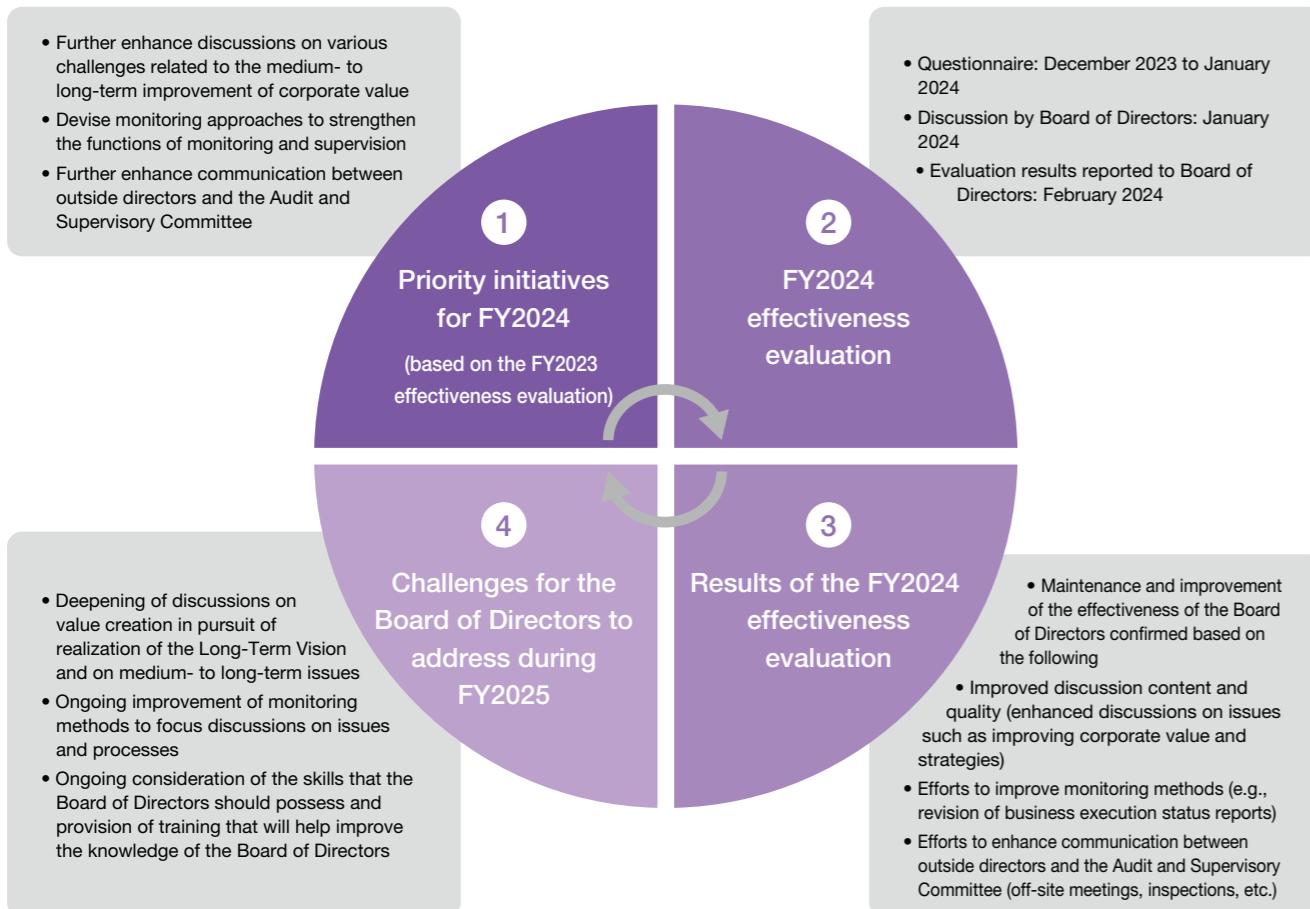 • Further enhance discussions on various
challenges related to the medium- to
long-term improvement of corporate value
• Devise monitoring approaches to strengthen
the functions of monitoring and supervision
• Further enhance communication between
outside directors and the Audit and
Supervisory Committee
1
Priority initiatives
for FY2024
(based on the FY2023
effectiveness evaluation)
• Questionnaire: December 2023 to January
2024
• Discussion by Board of Directors: January
2024
• Evaluation results reported to Board of
Directors: February 2024
2
FY2024
effectiveness
evaluation
3
Results of the FY2024
effectiveness
evaluation
• Maintenance and improvement
of the effectiveness of the Board
of Directors confirmed based on
the following
• Improved discussion content and
quality (enhanced discussions on issues
such as improving corporate value and
strategies)
• Efforts to improve monitoring methods (e.g.,
revision of business execution status reports)
• Efforts to enhance communication between
outside directors and the Audit and Supervisory
Committee (off-site meetings, inspections, etc.)
4
Challenges for the
Board of Directors to
address during
FY2025
• Deepening of discussions on
value creation in pursuit of
realization of the Long-Term Vision
and on medium- to long-term issues
• Ongoing improvement of monitoring
methods to focus discussions on issues
and processes
• Ongoing consideration of the skills that the
Board of Directors should possess and
provision of training that will help improve
the knowledge of the Board of Directors